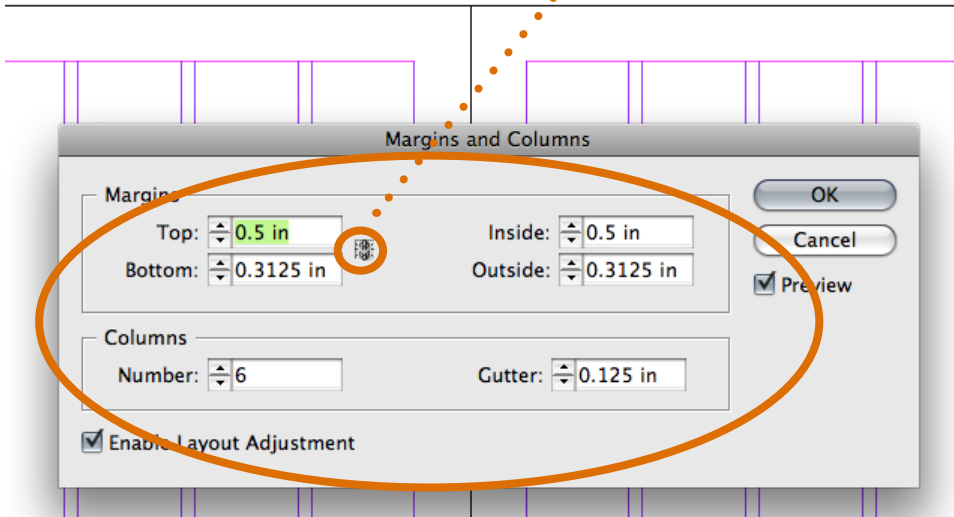 Margins and Columns
Margins
OK
Top: 0.5 in Inside: 0.5 in
Cancel
Bottom: 0.3125 in Outside: 0.3125 in
Preview
Columns
Number: 6 Gutter: 0.125 in
Enable Layout Adjustment